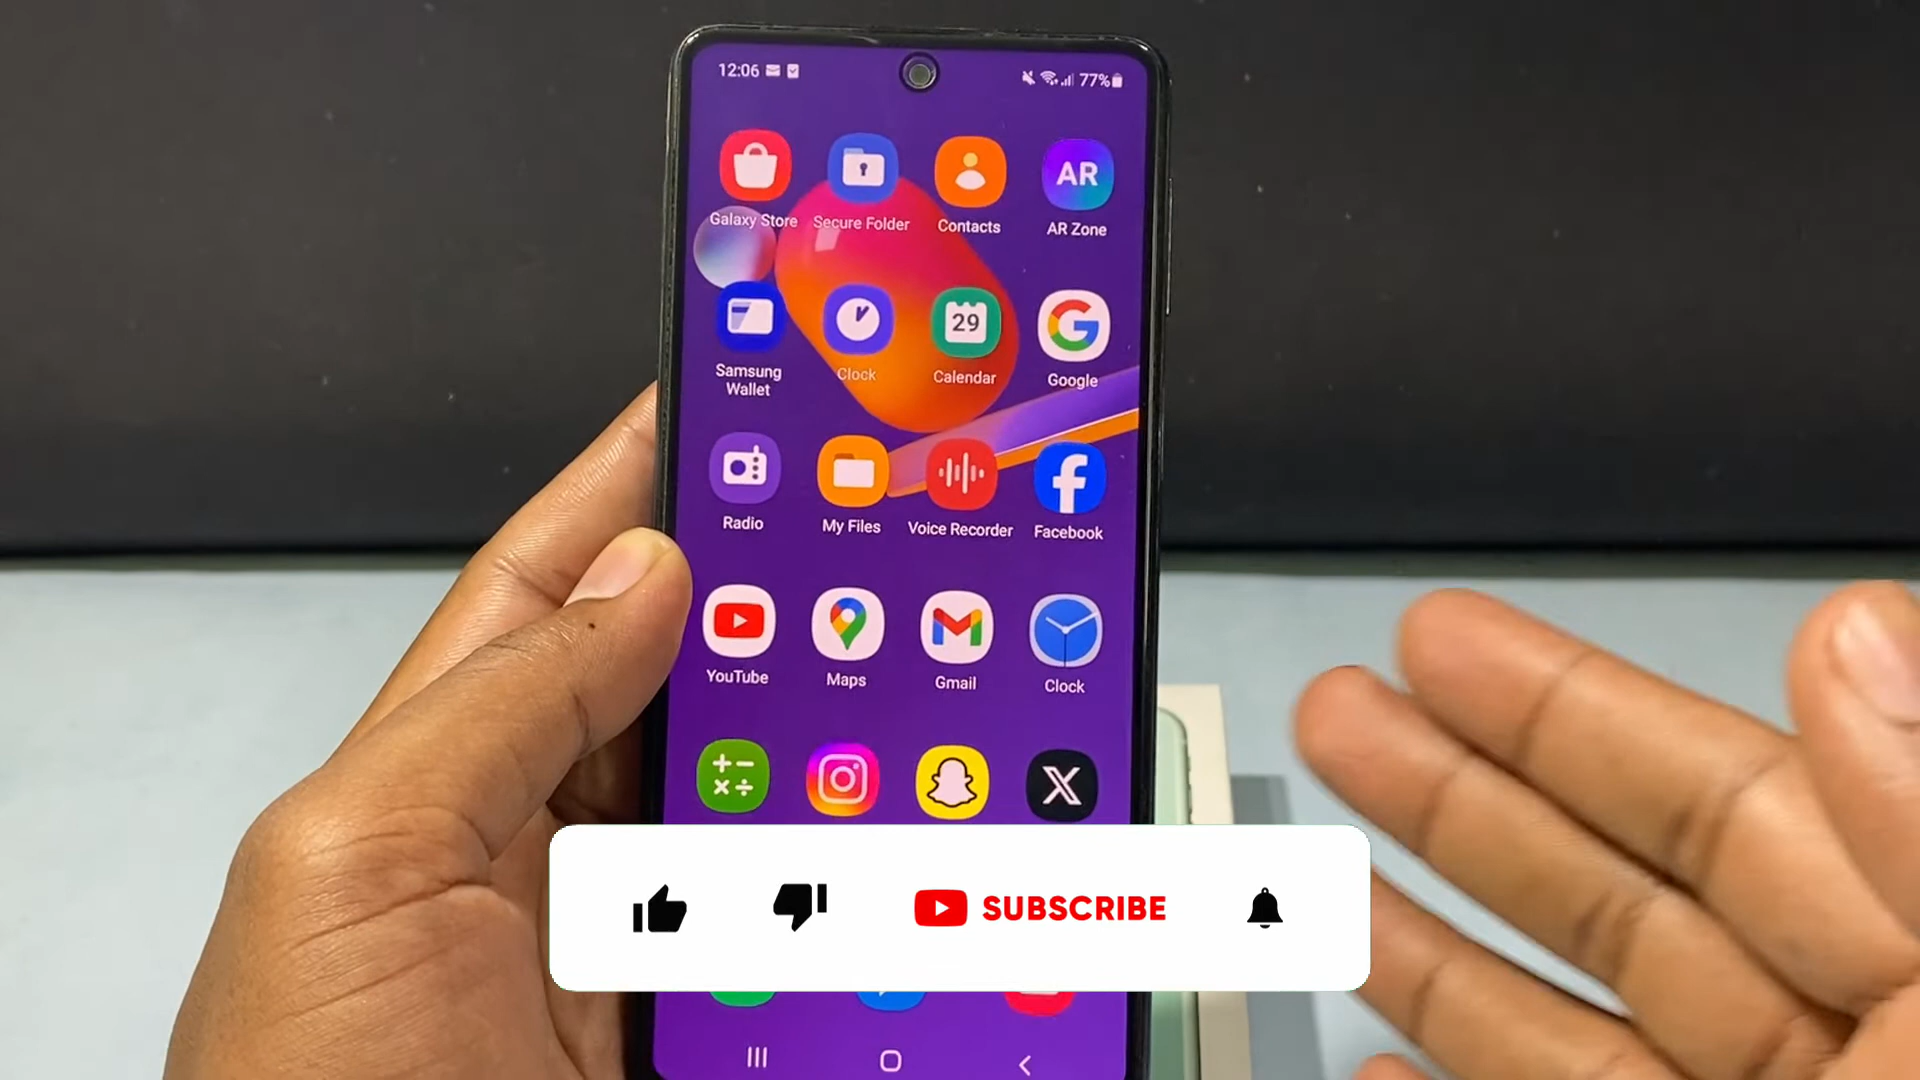 12:06
77%
Galaxy Store
Secure Folder
Contacts
AR
AR Zone
Samsung
Wallet
Clock
29
Calendar
G
Google
Radio
My Files
Voice Recorder
f
Facebook
YouTube
Maps
M
Gmail
Clock
+ −
× ÷
X
SUBSCRIBE